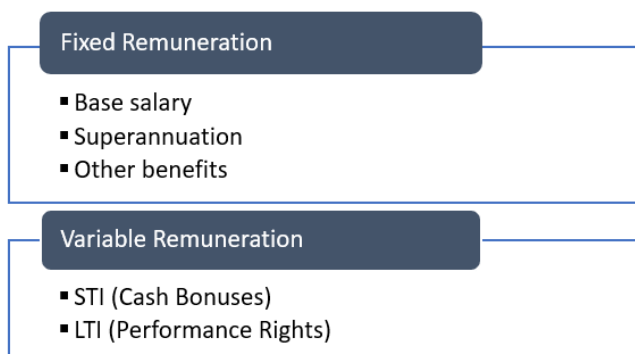 Fixed Remuneration
▪ Base salary
▪ Superannuation
▪ Other benefits
Variable Remuneration
▪ STI (Cash Bonuses)
▪ LTI (Performance Rights)